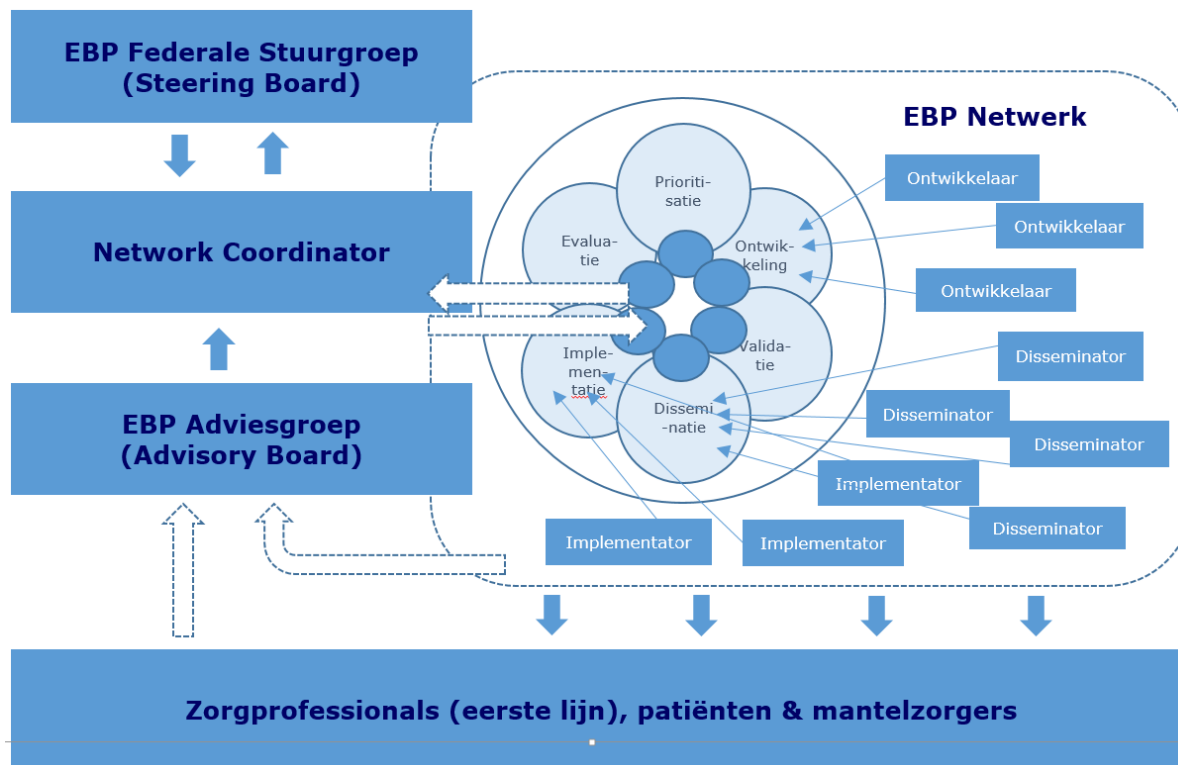 EBP Federale Stuurgroep
(Steering Board)
Network Coordinator
EBP Adviesgroep
(Advisory Board)
EBP Netwerk
Prioriti-
satie
Evalua-
tie
Ontwik-
keling
Imple-
men-
tatie
Valida-
tie
Dissemi
-natie
Ontwikkelaar
Ontwikkelaar
Ontwikkelaar
Disseminator
Disseminator
Disseminator
Implementator
Disseminator
Implementator
Implementator
Zorgprofessionals (eerste lijn), patiënten & mantelzorgers